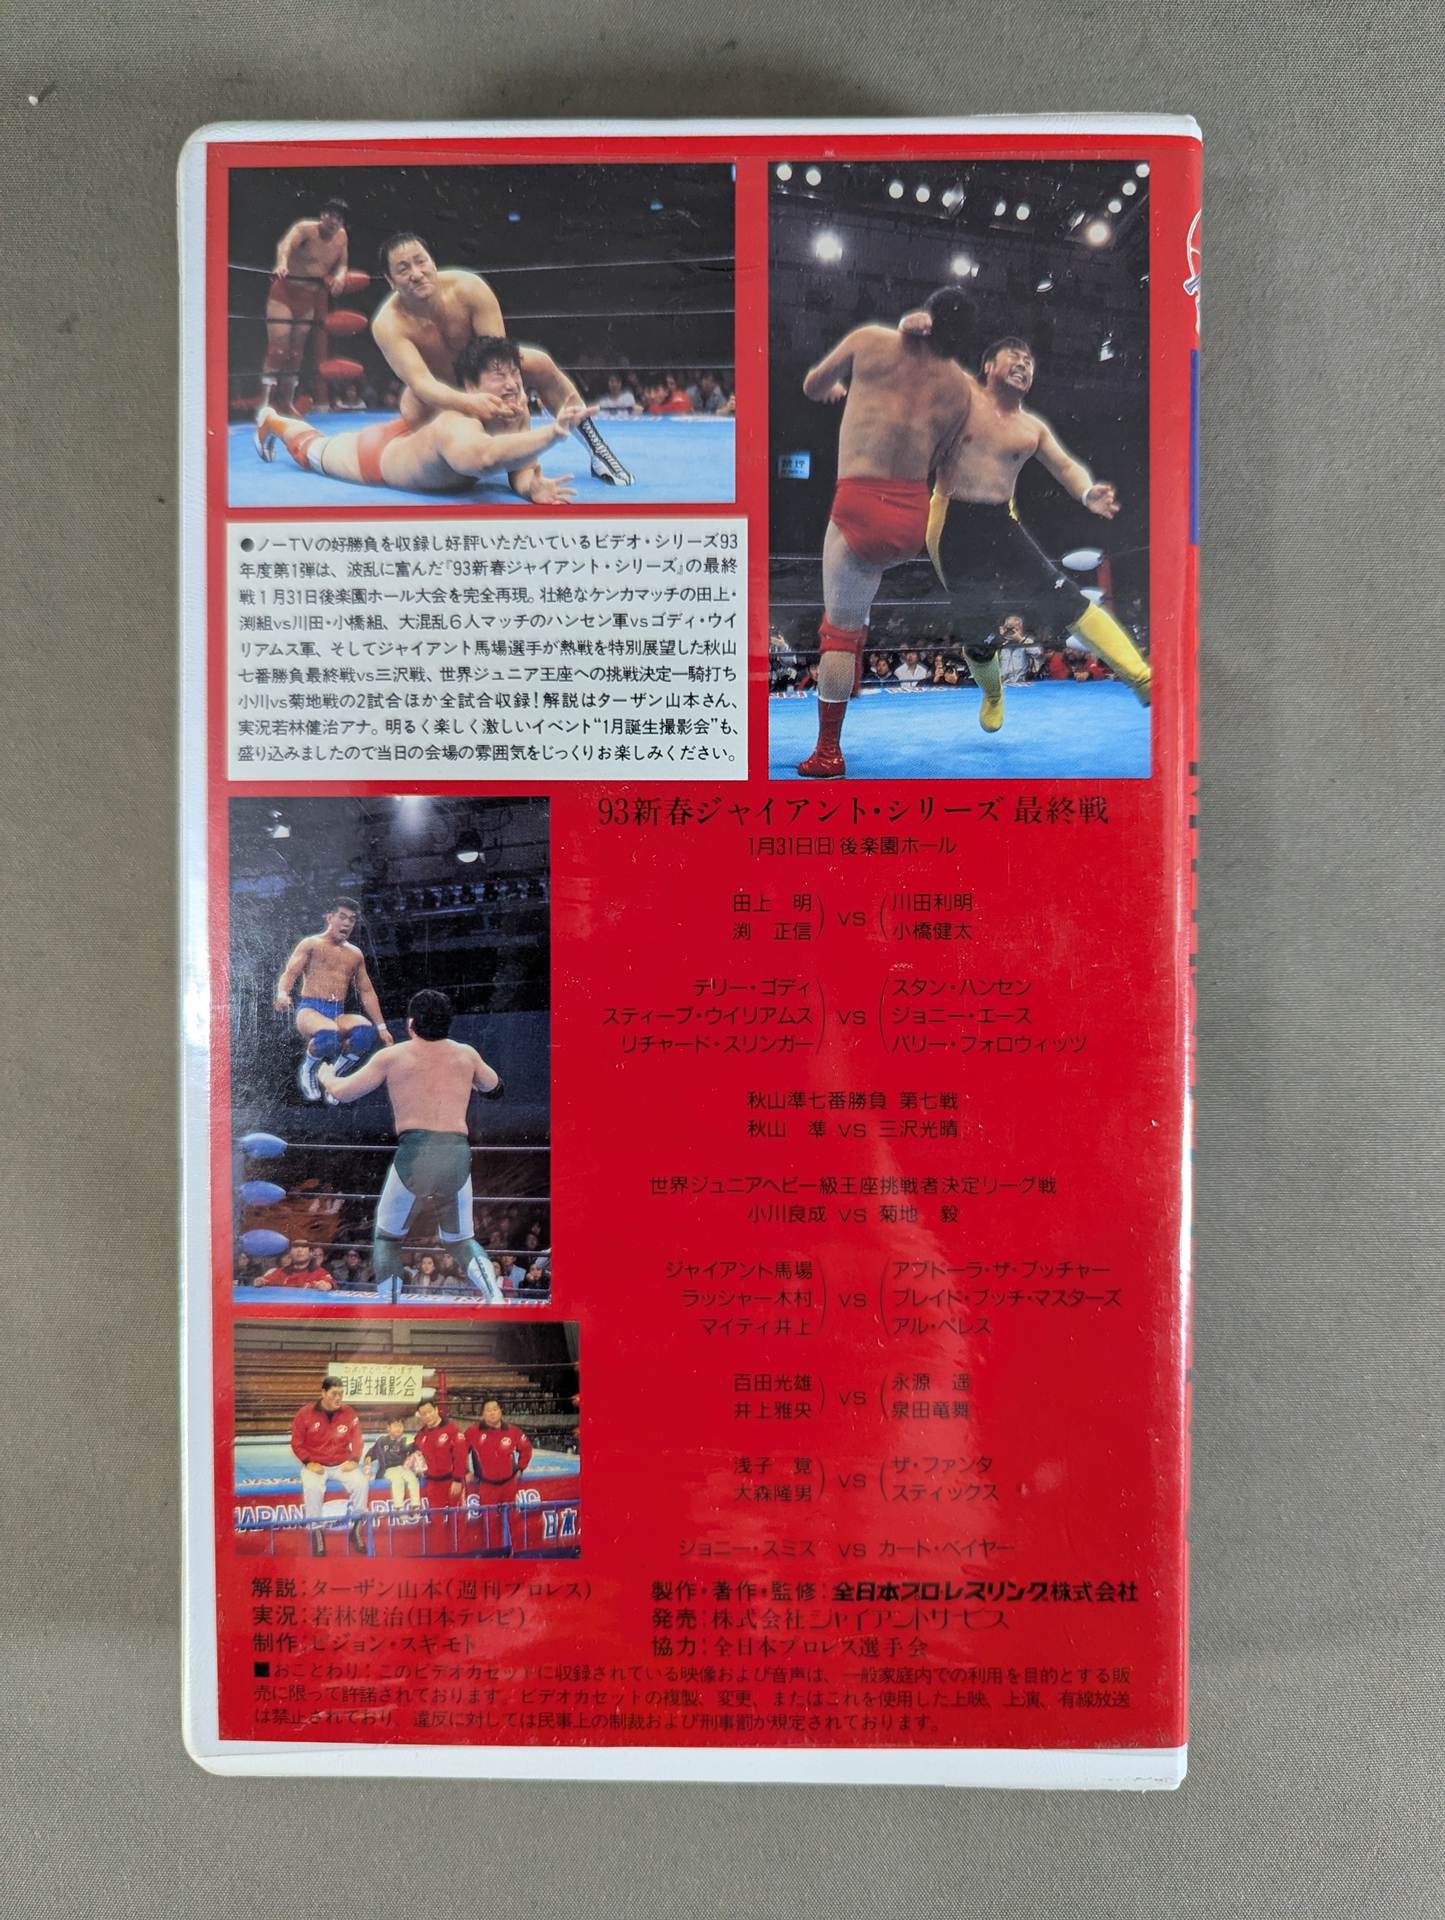 ●ノーTVの好勝負を収録し好評いただいているビデオ・シリーズ93
年度第1弾は、波乱に富んだ『93新春ジャイアント・シリーズ』の最終
戦1月31日後楽園ホール大会を完全再現。壮絶なケンカマッチの田上・
渕組vs川田・小橋組、大混乱6人マッチのハンセン軍vsゴディ・ウイ
リアムス軍、そしてジャイアント馬場選手が熱戦を特別展望した秋山
七番勝負最終戦vs三沢戦、世界ジュニア王座への挑戦決定一騎打ち
小川vs菊地戦の2試合ほか全試合収録!解説はターザン山本さん、
実況若林健治アナ。明るく楽しく激しいイベント“1月誕生撮影会”も、
盛り込みましたので当日の会場の雰囲気をじっくりお楽しみください。
93新春ジャイアント・シリーズ 最終戦
1月31日(日)後楽園ホール
田上 明
渕 正信
vs
川田利明
小橋健太
テリー・ゴディ
スティーブ・ウイリアムス
リチャード・スリンガー
vs
スタン・ハンセン
ジョニー・エース
バリー・フォロウィッツ
秋山準七番勝負 第七戦
秋山 準 vs 三沢光晴
世界ジュニアヘビー級王座挑戦者決定リーグ戦
小川良成 vs 菊地 毅
ジャイアント馬場
ラッシャー木村
マイティ井上
vs
アブドーラ・ザ・ブッチャー
ブレイド・ブッチ・マスターズ
アル・ペレス
百田光雄
井上雅央
vs
永源 遥
泉田竜舞
浅子 覚
大森隆男
vs
ザ・ファンタ
スティックス
ジョニー・スミス vs カート・ベイヤー
月誕生撮影会
解説:ターザン山本(週刊プロレス)
実況:若林健治(日本テレビ)
制作:ビジョン・スギモト
製作・著作・監修:全日本プロレスリング株式会社
発売:株式会社ジャイアントサービス
協力:全日本プロレス選手会
■おことわり:このビデオカセットに収録されている映像および音声は、一般家庭内での利用を目的とする販
売に限って許諾されております。ビデオカセットの複製、変更、またはこれを使用した上映、上演、有線放送
は禁止されており、違反に対しては民事上の制裁および刑事罰が規定されております。